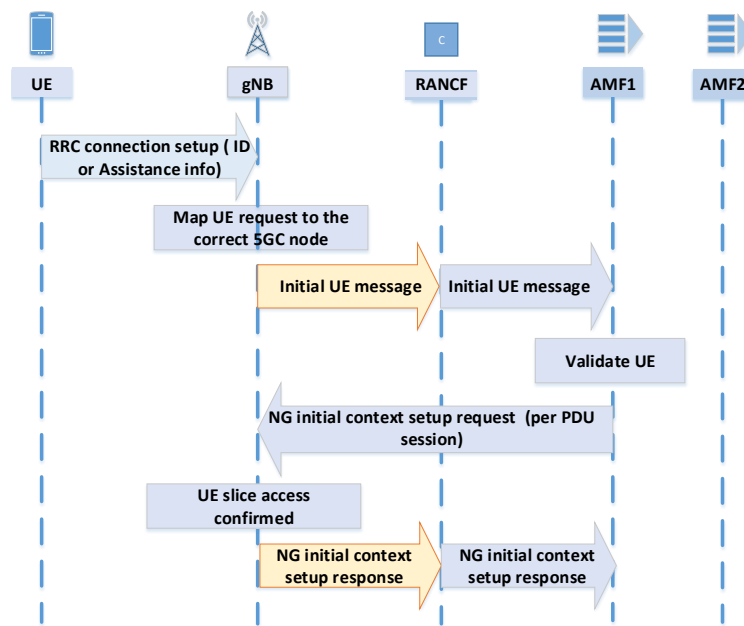 C
UE
gNB
RANCF
AMF1
AMF2
RRC connection setup ( ID
or Assistance info)
Map UE request to the
correct 5GC node
Initial UE message
Initial UE message
Validate UE
NG initial context setup request  (per PDU
session)
UE slice access
confirmed
NG initial context
setup response
NG initial context
setup response